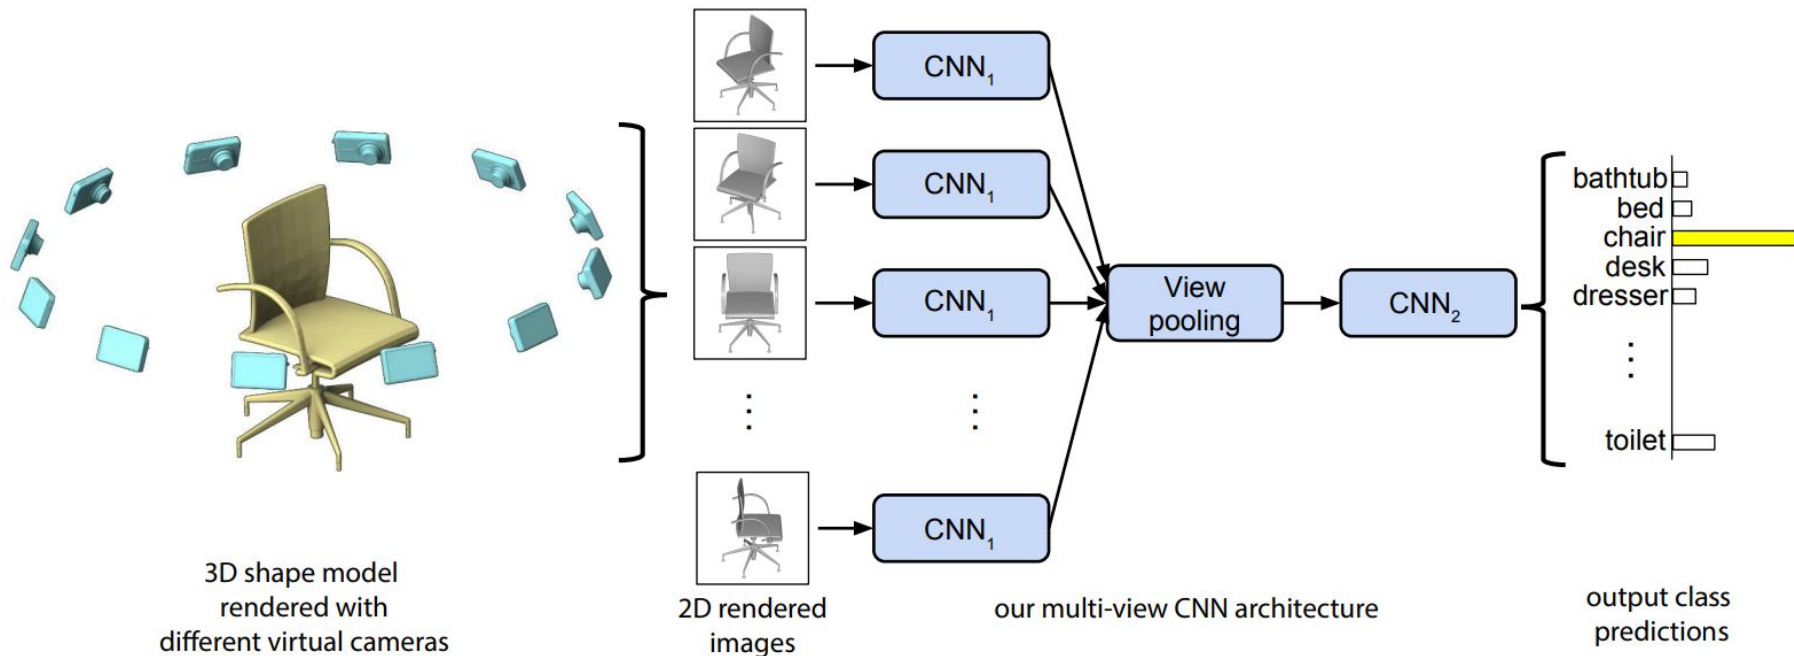 CNN₁
CNN₁
CNN₁
⋮
⋮
CNN₁
View
pooling
CNN₂
bathtub
bed
chair
desk
dresser
⋮
toilet
3D shape model
rendered with
different virtual cameras
2D rendered
images
our multi-view CNN architecture
output class
predictions